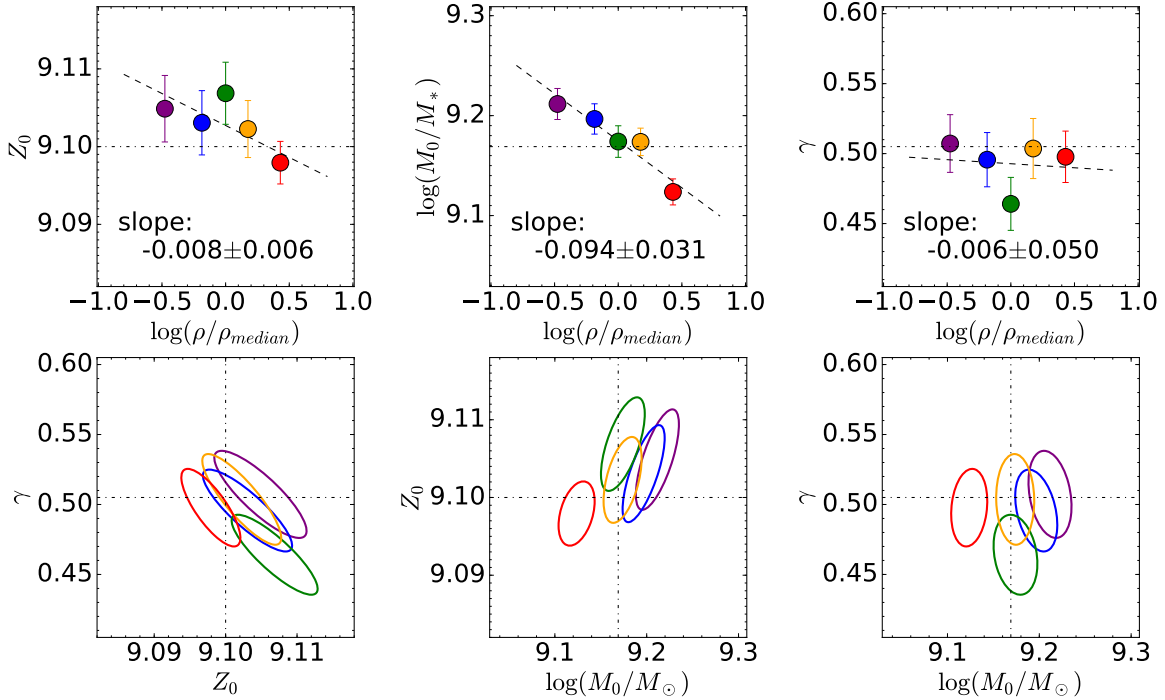 9.11
9.10
9.09
Z₀
slope:
-0.008±0.006
−1.0 −0.5 0.0 0.5 1.0
log(ρ/ρ_median)
9.3
9.2
9.1
log(M₀/M_*)
slope:
-0.094±0.031
−1.0 −0.5 0.0 0.5 1.0
log(ρ/ρ_median)
0.60
0.55
0.50
0.45
γ
slope:
-0.006±0.050
−1.0 −0.5 0.0 0.5 1.0
log(ρ/ρ_median)
0.60
0.55
0.50
0.45
γ
9.09 9.10 9.11
Z₀
9.11
9.10
9.09
Z₀
9.1 9.2 9.3
log(M₀/M_⊙)
0.60
0.55
0.50
0.45
γ
9.1 9.2 9.3
log(M₀/M_⊙)